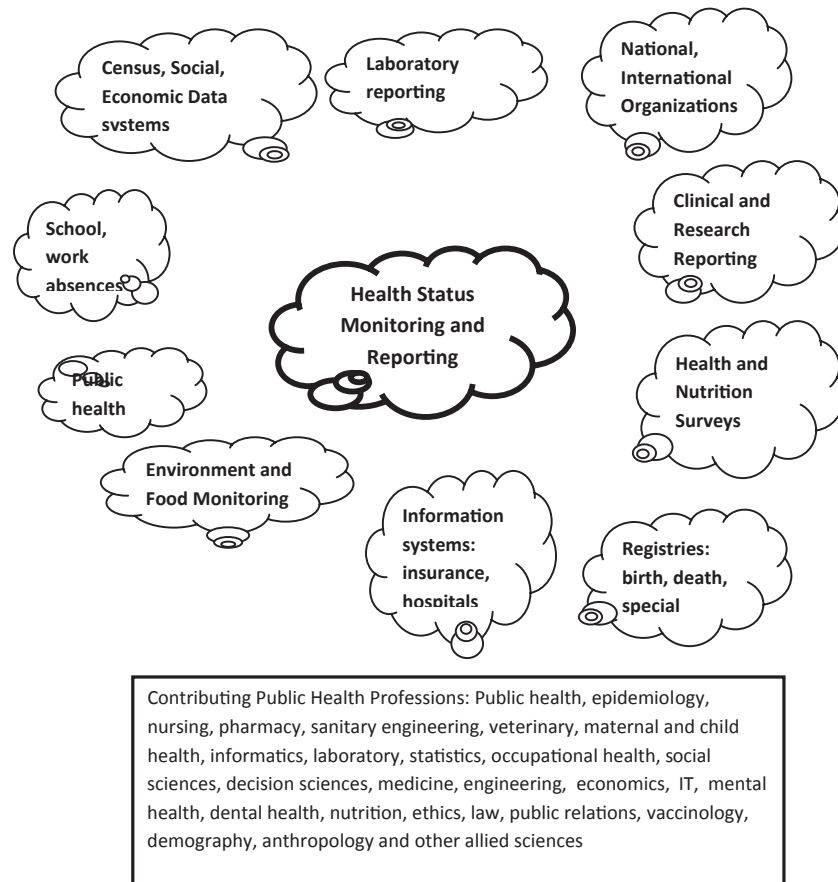 Census, Social,
Economic Data
systems
Laboratory
reporting
National,
International
Organizations
School,
work
absences
Clinical and
Research
Reporting
Health Status
Monitoring and
Reporting
Public
health
Health and
Nutrition
Surveys
Environment and
Food Monitoring
Information
systems:
insurance,
hospitals
Registries:
birth, death,
special
Contributing Public Health Professions: Public health, epidemiology,
nursing, pharmacy, sanitary engineering, veterinary, maternal and child
health, informatics, laboratory, statistics, occupational health, social
sciences, decision sciences, medicine, engineering, economics, IT, mental
health, dental health, nutrition, ethics, law, public relations, vaccinology,
demography, anthropology and other allied sciences